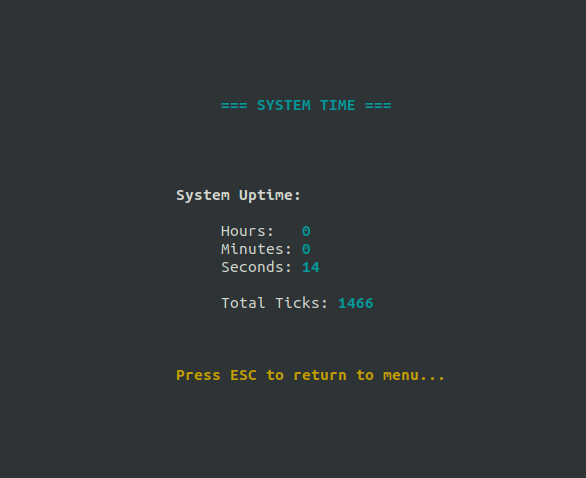 === SYSTEM TIME ===
System Uptime:
Hours: 0
Minutes: 0
Seconds: 14
Total Ticks: 1466
Press ESC to return to menu...